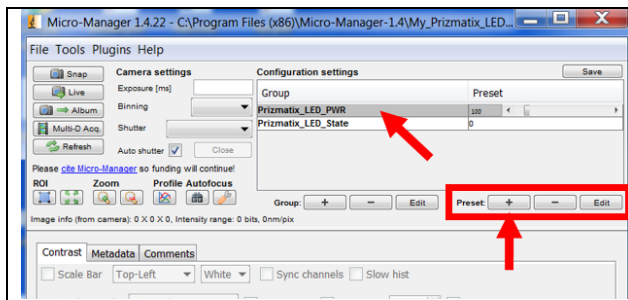 Micro-Manager 1.4.22 - C:\Program Files (x86)\Micro-Manager-1.4\My_Prizmatix_LED...
File Tools Plugins Help
Snap
Live
Album
Multi-D Acq.
Refresh
Camera settings
Exposure [ms]
Binning
Shutter
Auto shutter
Close
Configuration settings
Save
Group Preset
Prizmatix_LED_PWR 100
Prizmatix_LED_State 0
Please cite Micro-Manager so funding will continue!
ROI Zoom Profile Autofocus
Group: + − Edit Preset: + − Edit
Image info (from camera): 0 X 0 X 0, Intensity range: 0 bits, 0nm/pix
Contrast Metadata Comments
Scale Bar Top-Left White Sync channels Slow hist